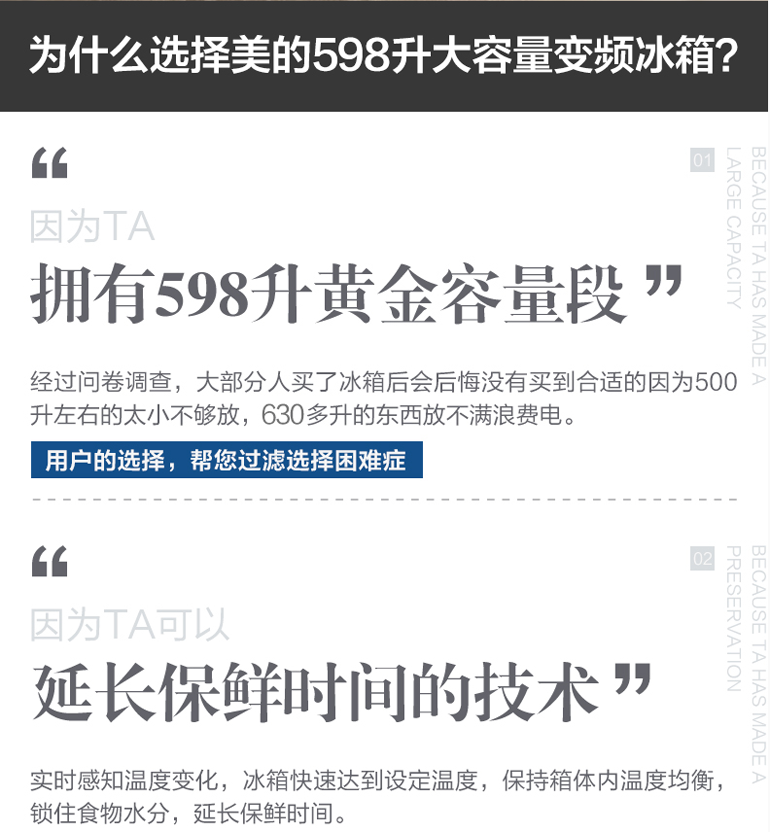 为什么选择美的598升大容量变频冰箱？
“
01
因为TA
拥有598升黄金容量段 ”
BECAUSE TA HAS MADE A
LARGE CAPACITY
经过问卷调查，大部分人买了冰箱后会后悔没有买到合适的因为500
升左右的太小不够放，630多升的东西放不满浪费电。
用户的选择，帮您过滤选择困难症
“
02
因为TA可以
延长保鲜时间的技术 ”
BECAUSE TA HAS MADE A
PRESERVATION
实时感知温度变化，冰箱快速达到设定温度，保持箱体内温度均衡，
锁住食物水分，延长保鲜时间。